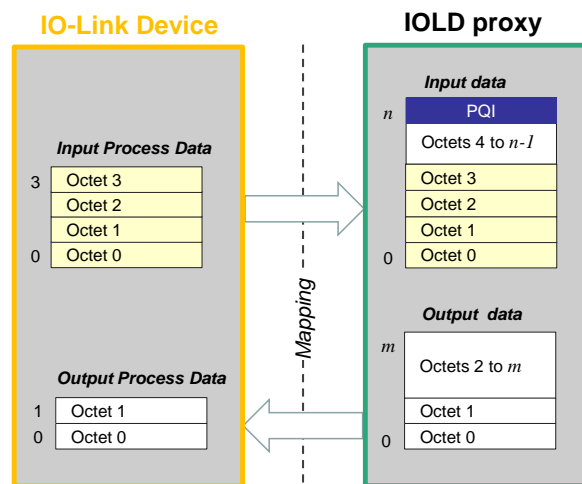 IO-Link Device
Input Process Data
3 Octet 3
Octet 2
Octet 1
0 Octet 0
Output Process Data
1 Octet 1
0 Octet 0
Mapping
IOLD proxy
Input data
n PQI
Octets 4 to n-1
Octet 3
Octet 2
Octet 1
0 Octet 0
Output data
m
Octets 2 to m
Octet 1
0 Octet 0